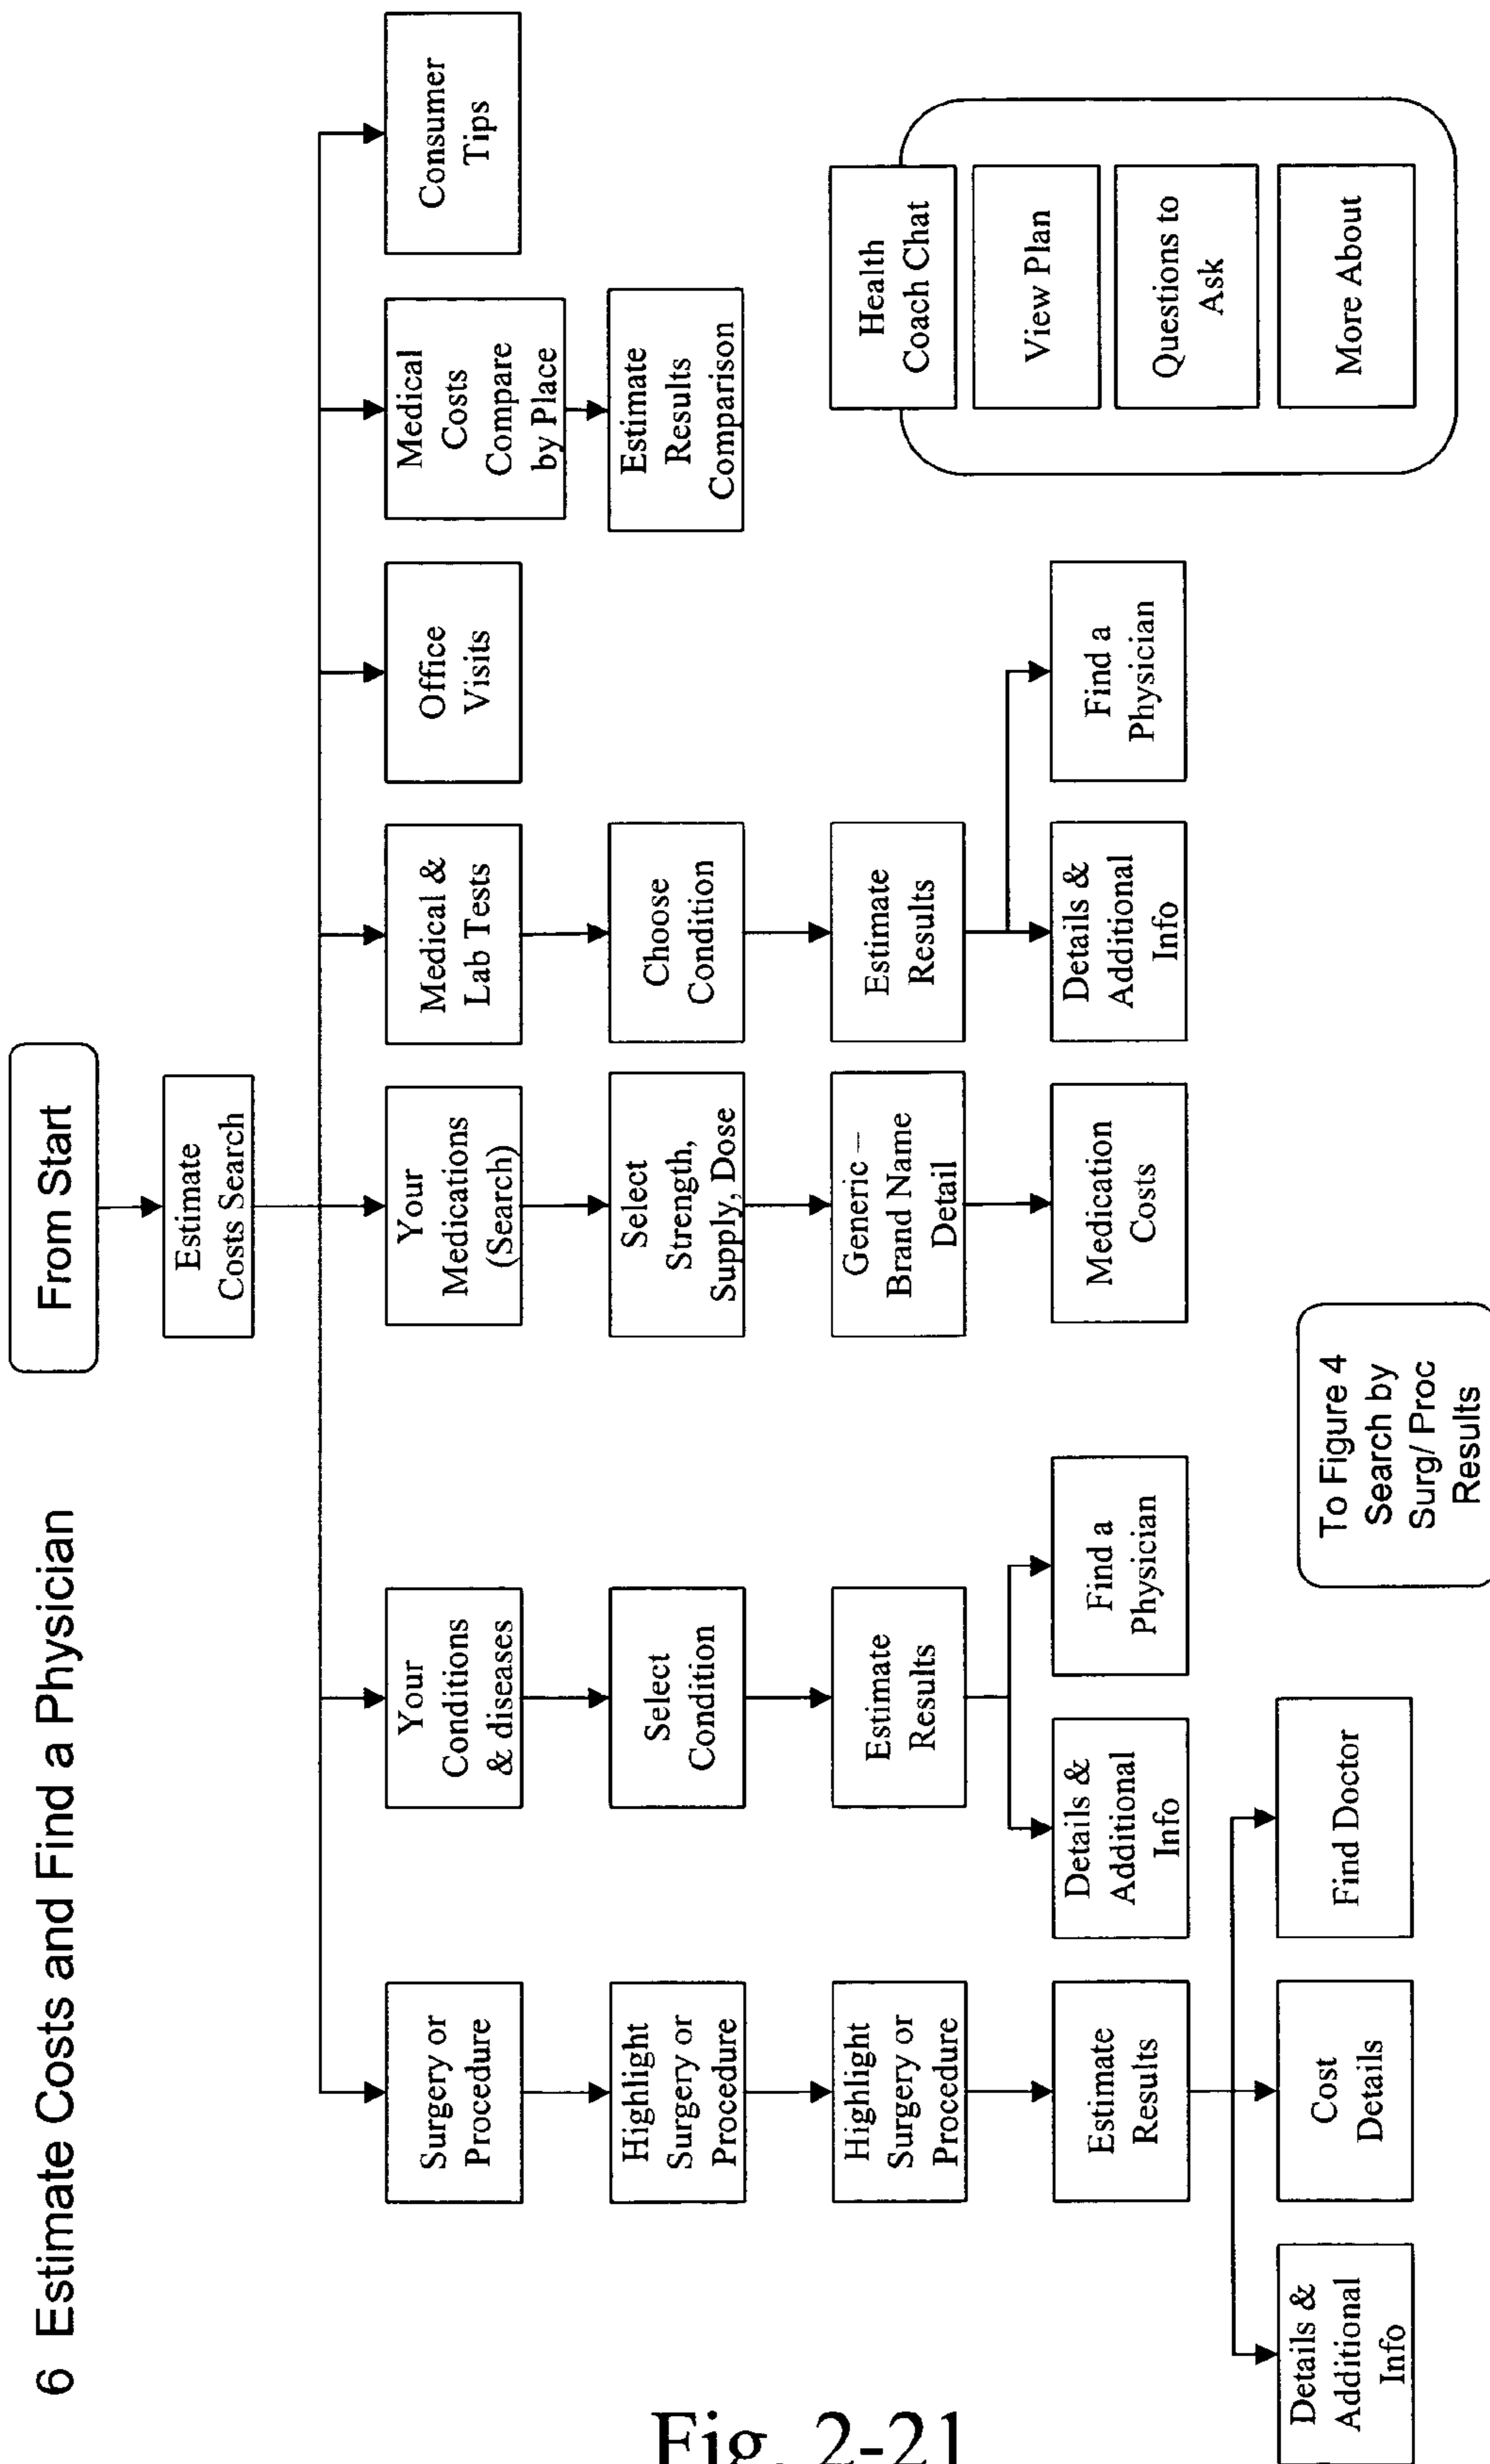 6 Estimate Costs and Find a Physician
From Start
Estimate
Costs Search
Surgery or
Procedure
Your
Conditions
& diseases
Your
Medications
(Search)
Medical &
Lab Tests
Office
Visits
Medical
Costs
Compare
by Place
Consumer
Tips
Highlight
Surgery or
Procedure
Select
Condition
Select
Strength,
Supply, Dose
Choose
Condition
Estimate
Results
Comparison
Highlight
Surgery or
Procedure
Estimate
Results
Generic –
Brand Name
Detail
Estimate
Results
Health
Coach Chat
View Plan
Questions to
Ask
More About
Estimate
Results
Details &
Additional
Info
Find a
Physician
Medication
Costs
Details &
Additional
Info
Find a
Physician
Details &
Additional
Info
Cost
Details
Find Doctor
To Figure 4
Search by
Surg/ Proc
Results
Fig. 2-21